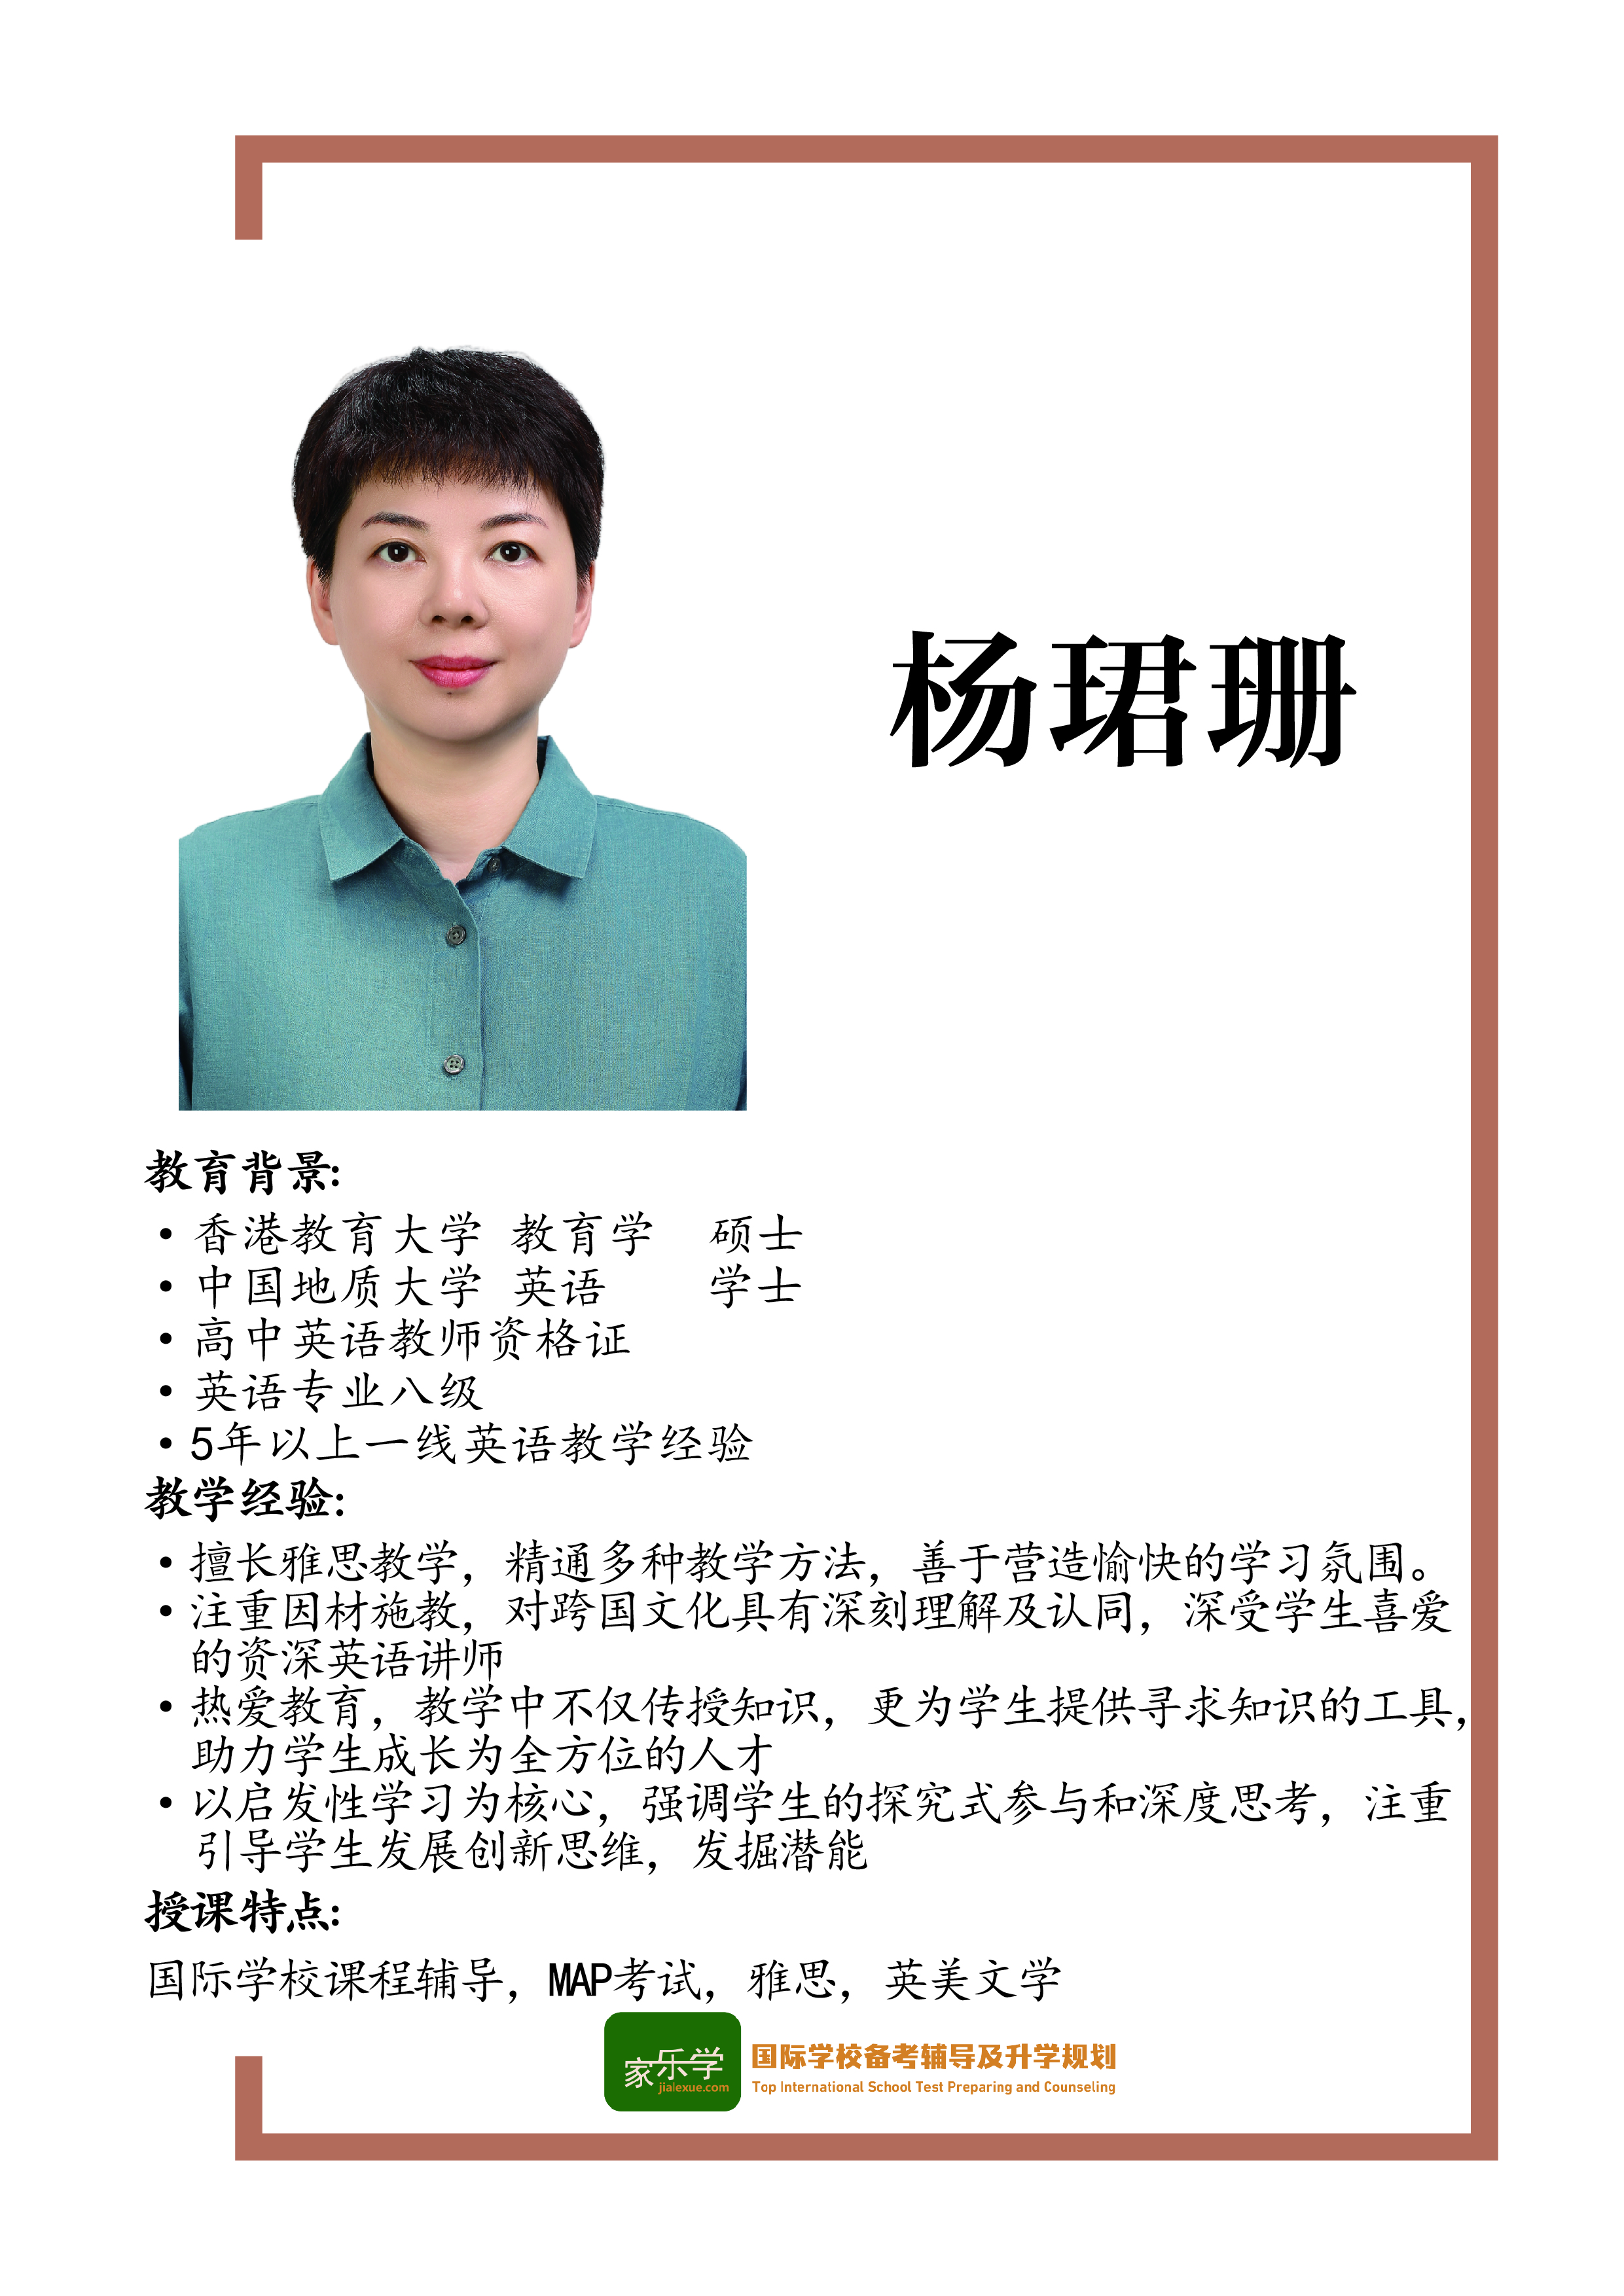 杨珺珊
教育背景:
• 香港教育大学 教育学 硕士
• 中国地质大学 英语 学士
• 高中英语教师资格证
• 英语专业八级
• 5年以上一线英语教学经验
教学经验:
• 擅长雅思教学，精通多种教学方法，善于营造愉快的学习氛围。
• 注重因材施教，对跨国文化具有深刻理解及认同，深受学生喜爱
的资深英语讲师
• 热爱教育，教学中不仅传授知识，更为学生提供寻求知识的工具，
助力学生成长为全方位的人才
• 以启发性学习为核心，强调学生的探究式参与和深度思考，注重
引导学生发展创新思维，发掘潜能
授课特点:
国际学校课程辅导，MAP考试，雅思，英美文学
家乐学
jialexue.com
国际学校备考辅导及升学规划
Top International School Test Preparing and Counseling